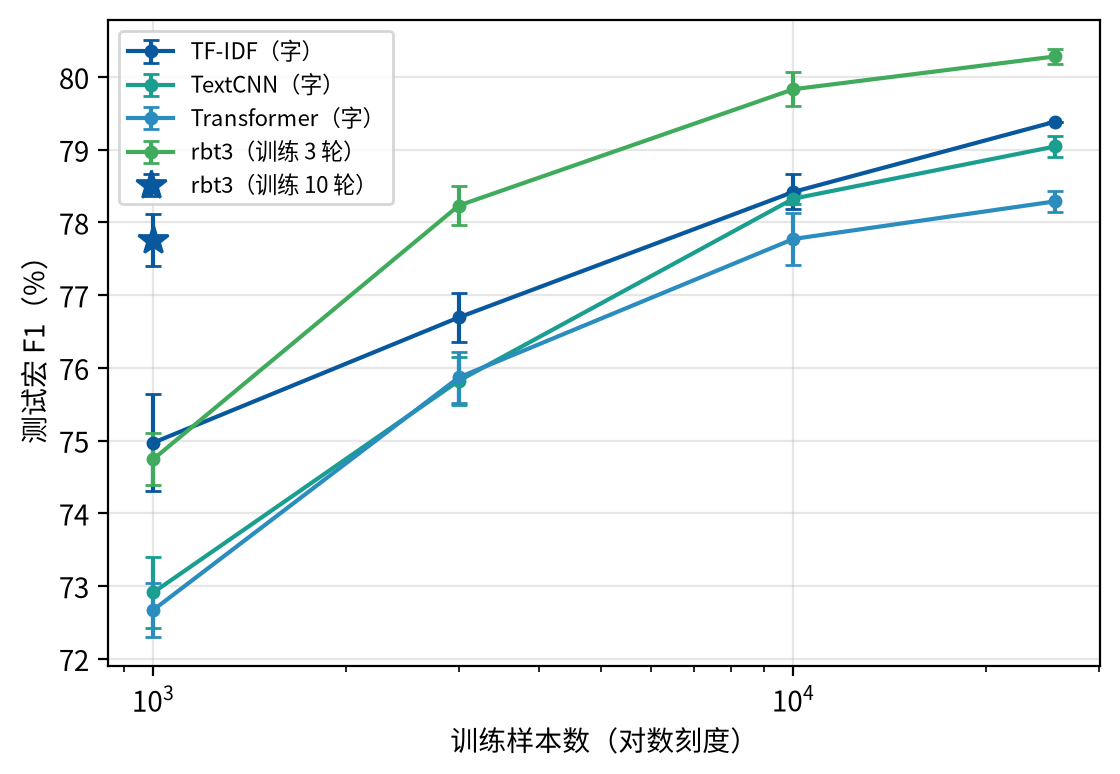 TF-IDF（字）
TextCNN（字）
Transformer（字）
rbt3（训练 3 轮）
rbt3（训练 10 轮）
80
79
78
77
76
75
74
73
72
测试宏 F1（%）
10³
10⁴
训练样本数（对数刻度）